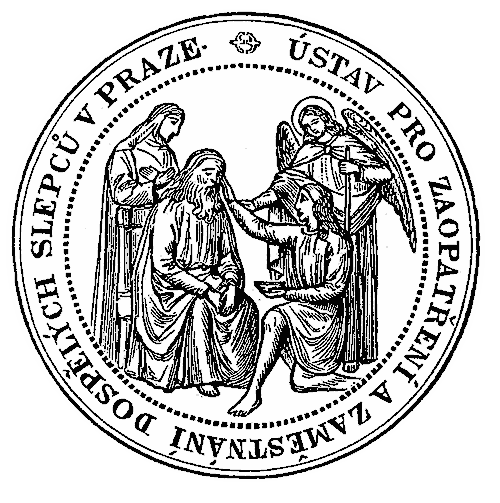 ÚSTAV PRO ZAOPATŘENÍ A ZAMĚSTNÁNÍ DOSPĚLÝCH SLEPCŮ V PRAZE·